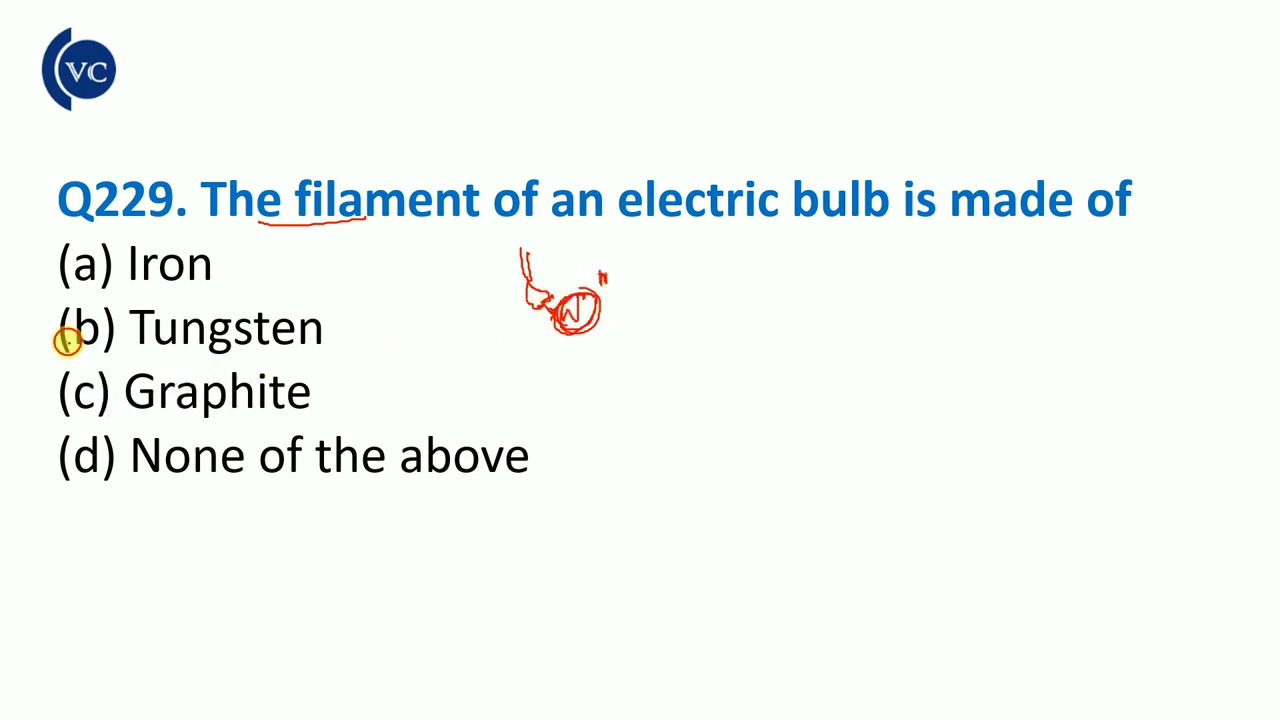 VC
Q229. The filament of an electric bulb is made of
(a) Iron
(b) Tungsten
(c) Graphite
(d) None of the above